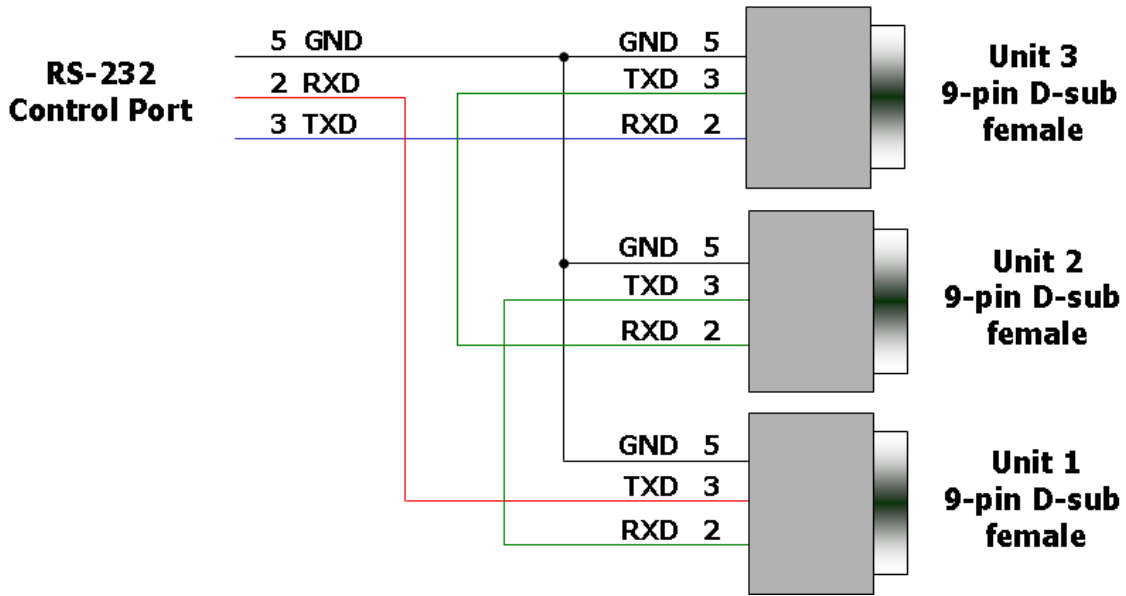 RS-232
Control Port
5 GND
2 RXD
3 TXD
GND 5
TXD 3
RXD 2
Unit 3
9-pin D-sub
female
GND 5
TXD 3
RXD 2
Unit 2
9-pin D-sub
female
GND 5
TXD 3
RXD 2
Unit 1
9-pin D-sub
female